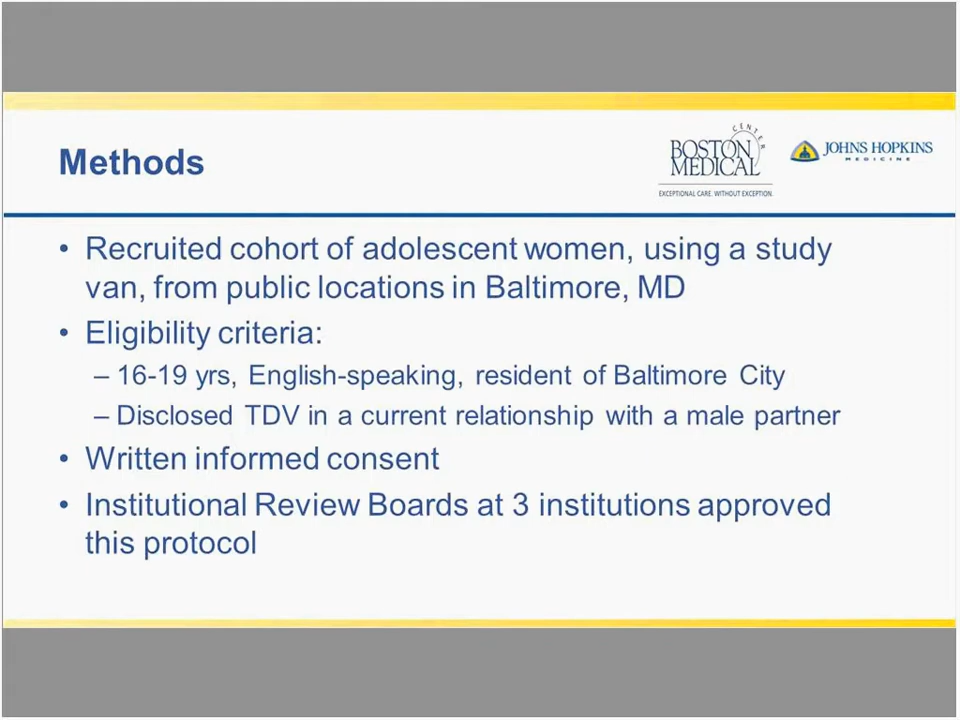 Methods
BOSTON
MEDICAL
CENTER
EXCEPTIONAL CARE. WITHOUT EXCEPTION.
JOHNS HOPKINS
MEDICINE
• Recruited cohort of adolescent women, using a study
van, from public locations in Baltimore, MD
• Eligibility criteria:
– 16-19 yrs, English-speaking, resident of Baltimore City
– Disclosed TDV in a current relationship with a male partner
• Written informed consent
• Institutional Review Boards at 3 institutions approved
this protocol